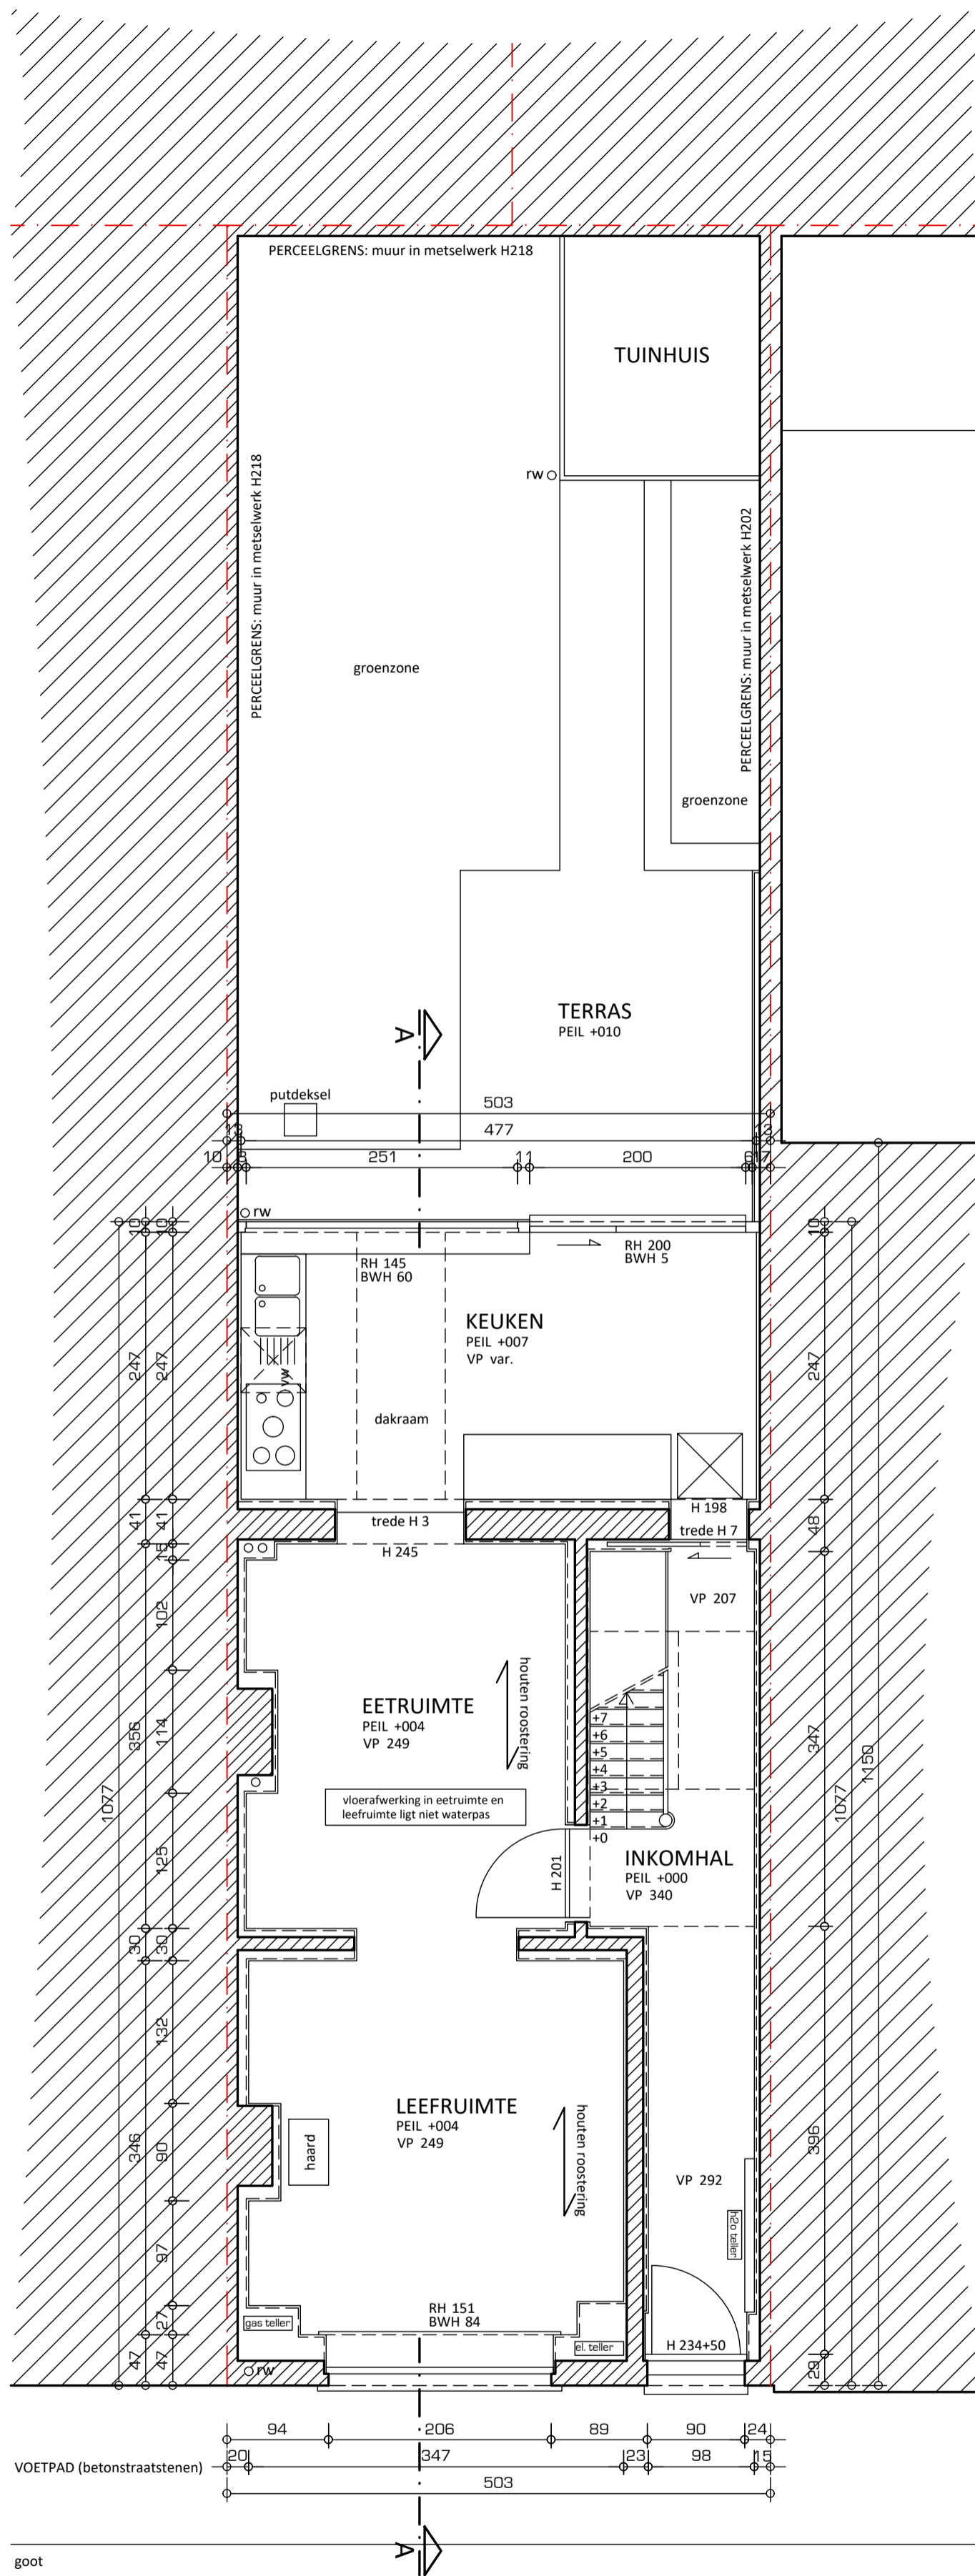 PERCEELGRENS: muur in metselwerk H218
TUINHUIS
PERCEELGRENS: muur in metselwerk H218
rw
PERCEELGRENS: muur in metselwerk H202
groenzone
groenzone
TERRAS
PEIL +010
A
putdeksel
503
13
477
13
10
251
11
200
rw
10
10
10
RH 145
BWH 60
RH 200
BWH 5
KEUKEN
PEIL +007
VP var.
vw
247
247
247
dakraam
H 198
trede H 3
trede H 7
H 245
41
41
48
15
VP 207
102
EETRUIMTE
PEIL +004
VP 249
houten roostering
356
114
347
1077
1077
1150
+7
+6
+5
+4
+3
+2
+1
+0
vloerafwerking in eetruimte en
leefruimte ligt niet waterpas
125
H 201
INKOMHAL
PEIL +000
VP 340
30
30
132
LEEFRUIMTE
PEIL +004
VP 249
houten roostering
haard
346
90
396
VP 292
h2o teller
97
27
gas teller
RH 151
BWH 84
el. teller
H 234+50
47
47
rw
29
94
206
89
90
24
VOETPAD (betonstraatstenen)
20
347
23
98
15
503
A
goot